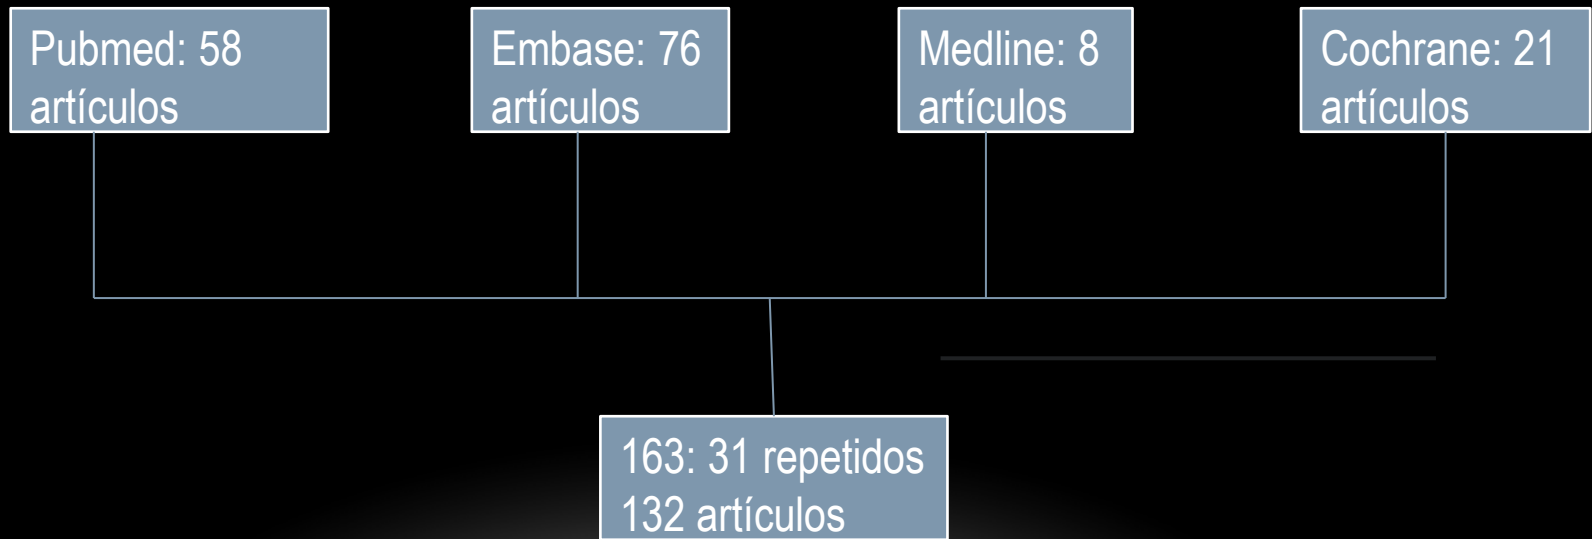 Pubmed: 58
artículos
Embase: 76
artículos
Medline: 8
artículos
Cochrane: 21
artículos
163: 31 repetidos
132 artículos